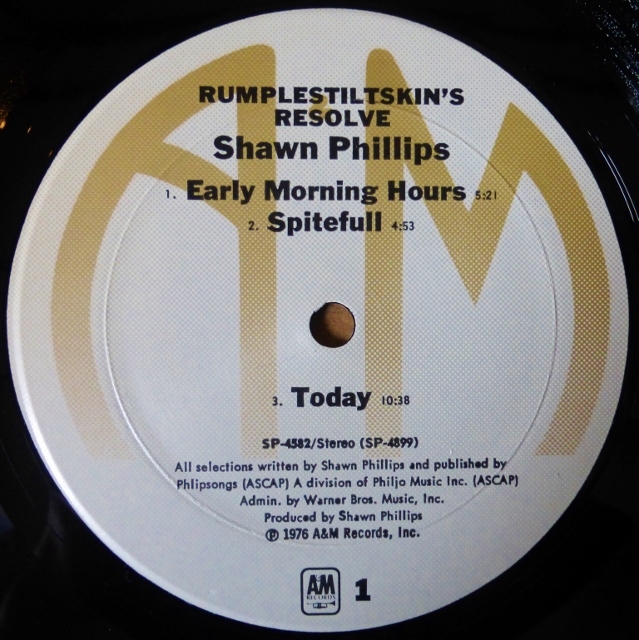 RUMPLESTILTSKIN'S
RESOLVE
Shawn Phillips
1. Early Morning Hours 5:21
2. Spitefull 4:53
3. Today 10:38
SP-4582/Stereo (SP-4899)
All selections written by Shawn Phillips and published by
Phlipsongs (ASCAP) A division of Philjo Music Inc. (ASCAP)
Admin. by Warner Bros. Music, Inc.
Produced by Shawn Phillips
℗ 1976 A&M Records, Inc.
A&M
RECORDS
1